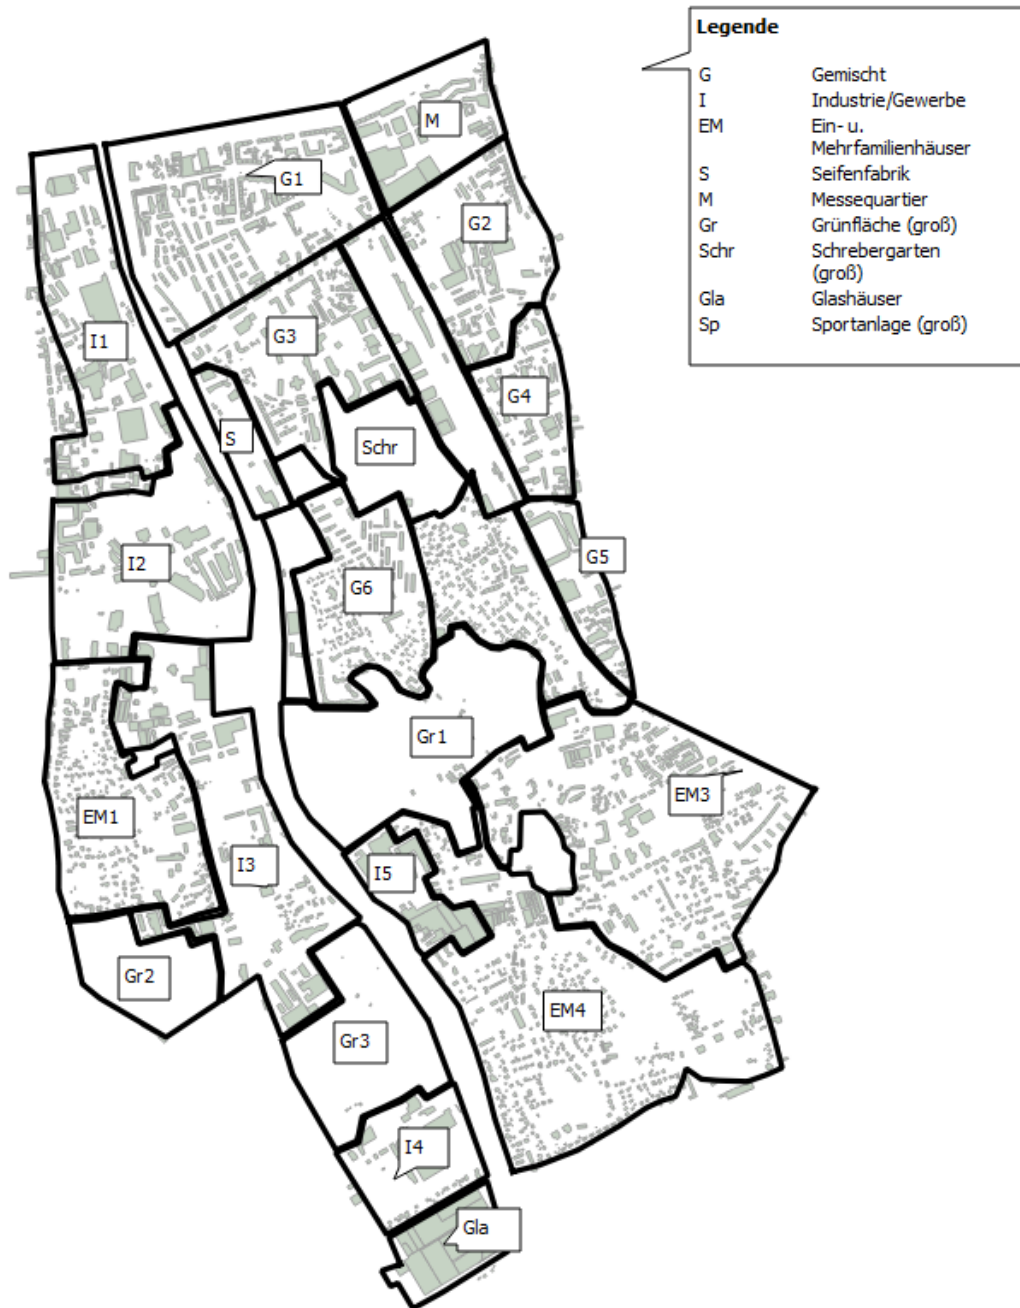 Legende
G Gemischt
I Industrie/Gewerbe
EM Ein- u.
Mehrfamilienhäuser
S Seifenfabrik
M Messequartier
Gr Grünfläche (groß)
Schr Schrebergarten
(groß)
Gla Glashäuser
Sp Sportanlage (groß)
M
G1
G2
I1
G3
G4
S
Schr
I2
G5
G6
Gr1
EM3
EM1
I3
I5
Gr2
EM4
Gr3
I4
Gla